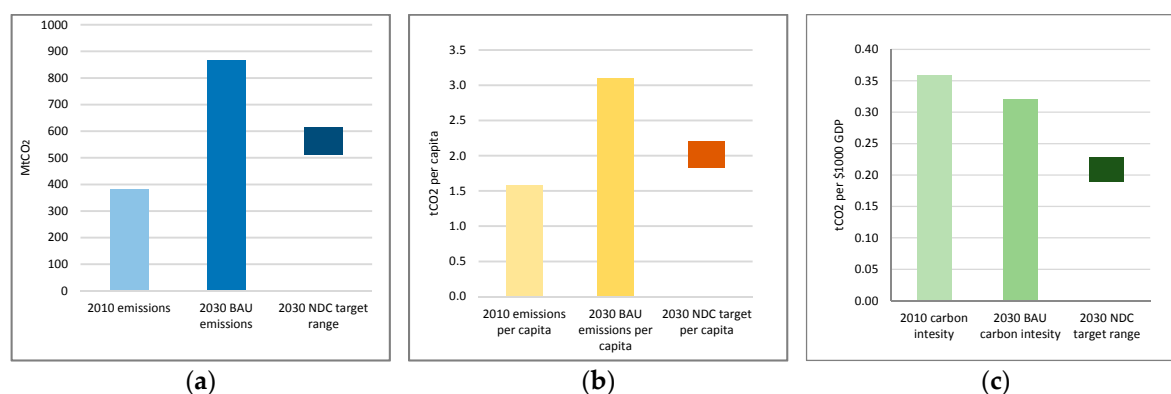 1000
900
800
700
600
500
400
300
200
100
0
MtCO₂
2010 emissions
2030 BAU
emissions
2030 NDC target
range
(a)
3.5
3.0
2.5
2.0
1.5
1.0
0.5
0.0
tCO2 per capita
2010 emissions
per capita
2030 BAU
emissions per
capita
2030 NDC
target per capita
(b)
0.40
0.35
0.30
0.25
0.20
0.15
0.10
0.05
0.00
tCO2 per $1000 GDP
2010 carbon
intesity
2030 BAU
carbon intesity
2030 NDC
target range
(c)